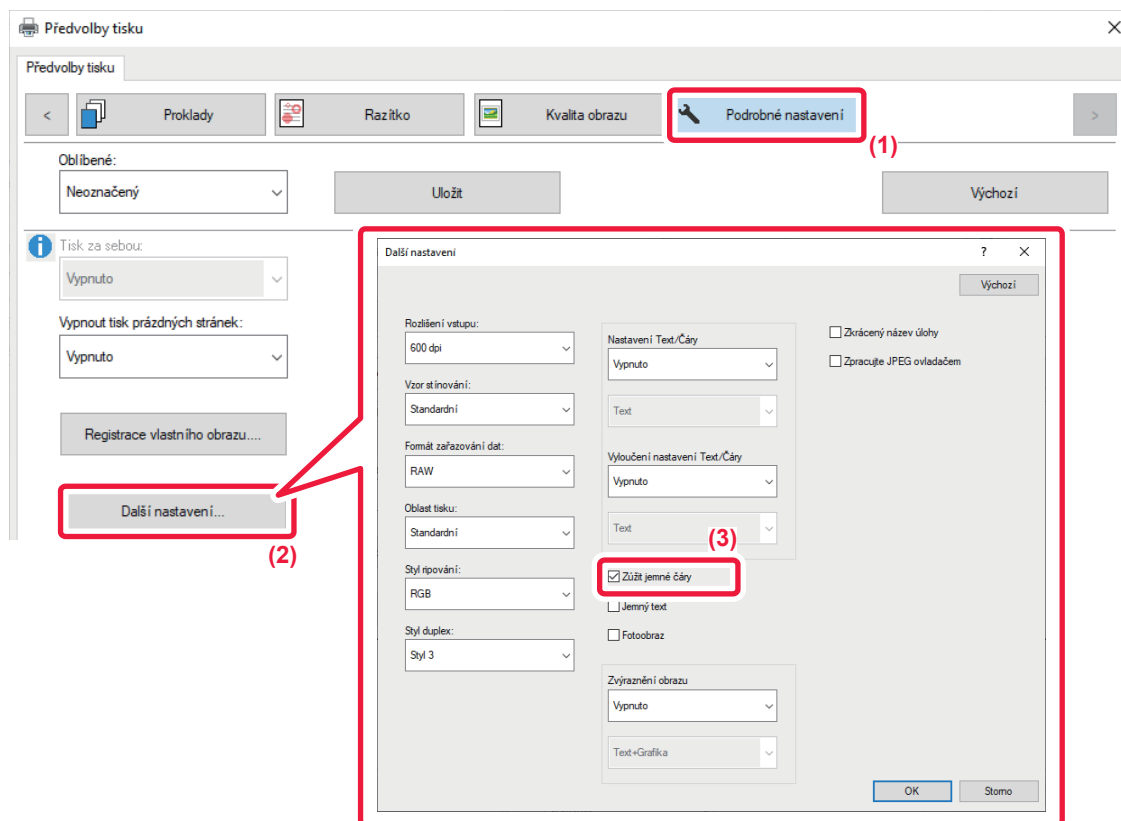 Předvolby tisku
Předvolby tisku
< Proklady Razítko Kvalita obrazu Podrobné nastavení >
(1)
Oblíbené:
Neoznačený Uložit Výchozí
Tisk za sebou:
Vypnuto
Vypnout tisk prázdných stránek:
Vypnuto
Registrace vlastního obrazu....
Další nastavení...
(2)
Další nastavení ?
Výchozí
Rozlišení vstupu:
600 dpi
Vzor stínování:
Standardní
Formát zařazování dat:
RAW
Oblast tisku:
Standardní
Styl ripování:
RGB
Styl duplex:
Styl 3
Nastavení Text/Čáry
Vypnuto
Text
Vyloučení nastavení Text/Čáry
Vypnuto
Text
(3)
Zúžit jemné čáry
Jemný text
Fotoobraz
Zvýraznění obrazu
Vypnuto
Text+Grafika
Zkrácený název úlohy
Zpracujte JPEG ovladačem
OK Storno